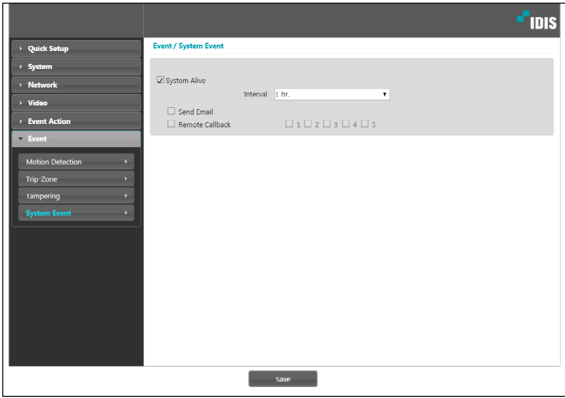 IDIS
Quick Setup
System
Network
Video
Event Action
Event
Motion Detection
Trip-Zone
Tampering
System Event
Event / System Event
System Alive
Interval 1 hr.
Send Email
Remote Callback 1 2 3 4 5
Save